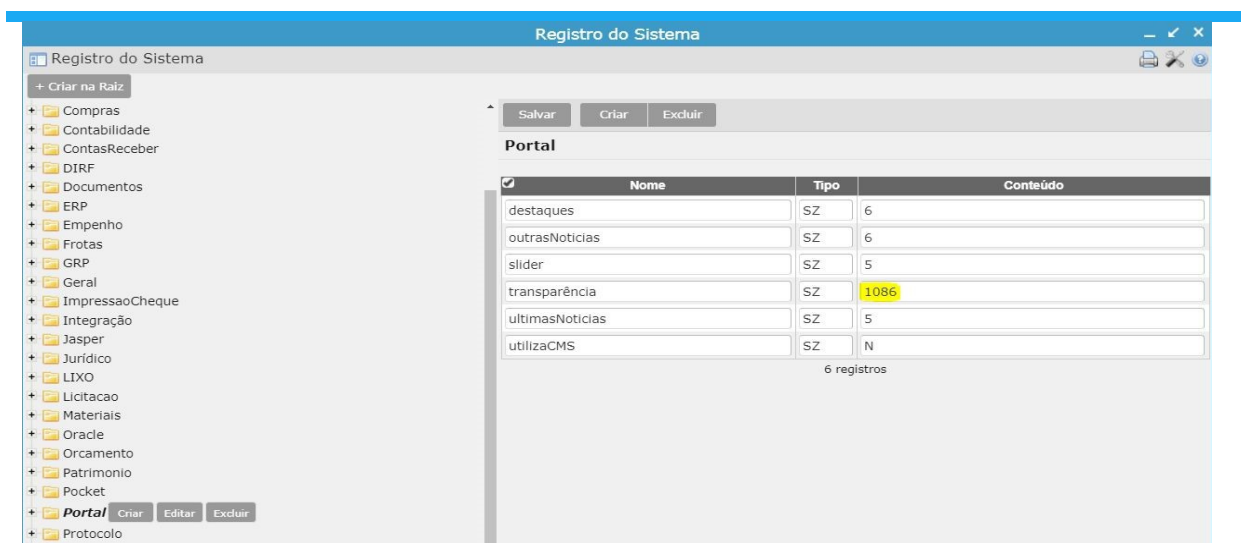 Registro do Sistema
Registro do Sistema
+ Criar na Raiz
Compras
Contabilidade
ContasReceber
DIRF
Documentos
ERP
Empenho
Frotas
GRP
Geral
ImpressaoCheque
Integração
Jasper
Jurídico
LIXO
Licitacao
Materiais
Oracle
Orcamento
Patrimonio
Pocket
Portal Criar Editar Excluir
Protocolo
Salvar Criar Excluir
Portal
Nome Tipo Conteúdo
destaques SZ 6
outrasNoticias SZ 6
slider SZ 5
transparência SZ 1086
ultimasNoticias SZ 5
utilizaCMS SZ N
6 registros